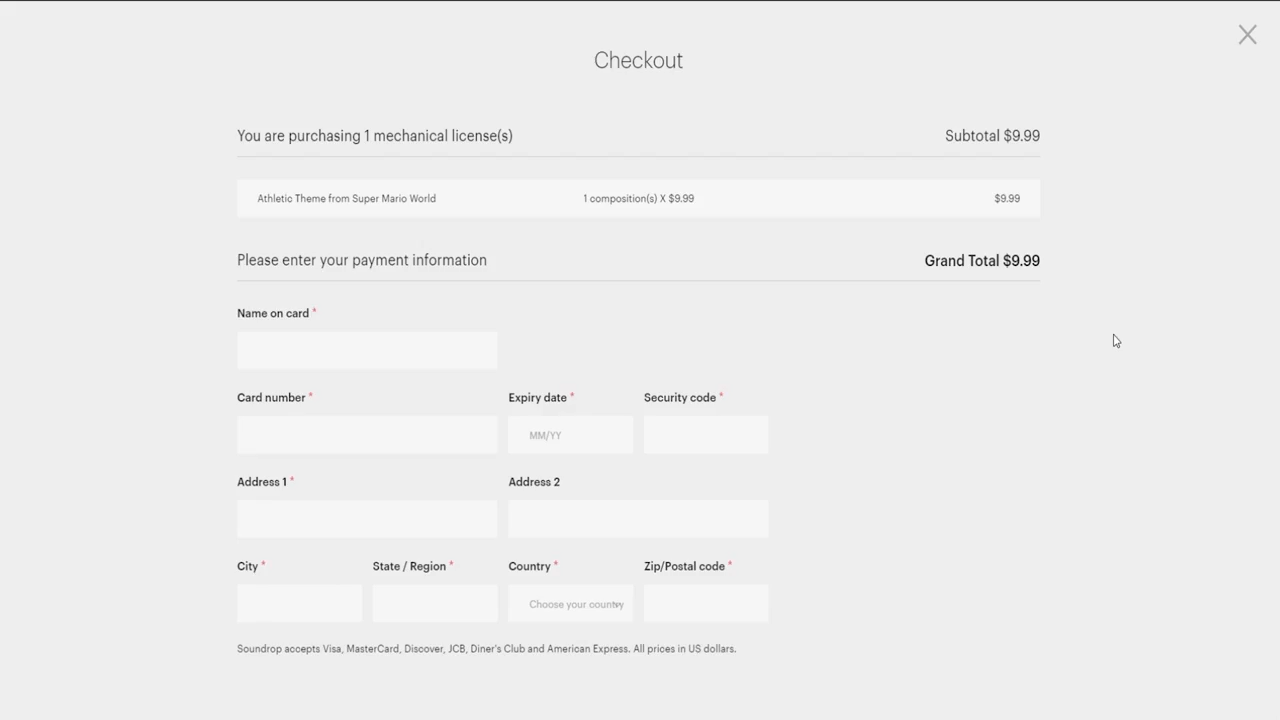 Checkout
You are purchasing 1 mechanical license(s) Subtotal $9.99
Athletic Theme from Super Mario World 1 composition(s) X $9.99 $9.99
Please enter your payment information Grand Total $9.99
Name on card *
Card number * Expiry date * Security code *
MM/YY
Address 1 * Address 2
City * State / Region * Country * Zip/Postal code *
Choose your country
Soundrop accepts Visa, MasterCard, Discover, JCB, Diner's Club and American Express. All prices in US dollars.